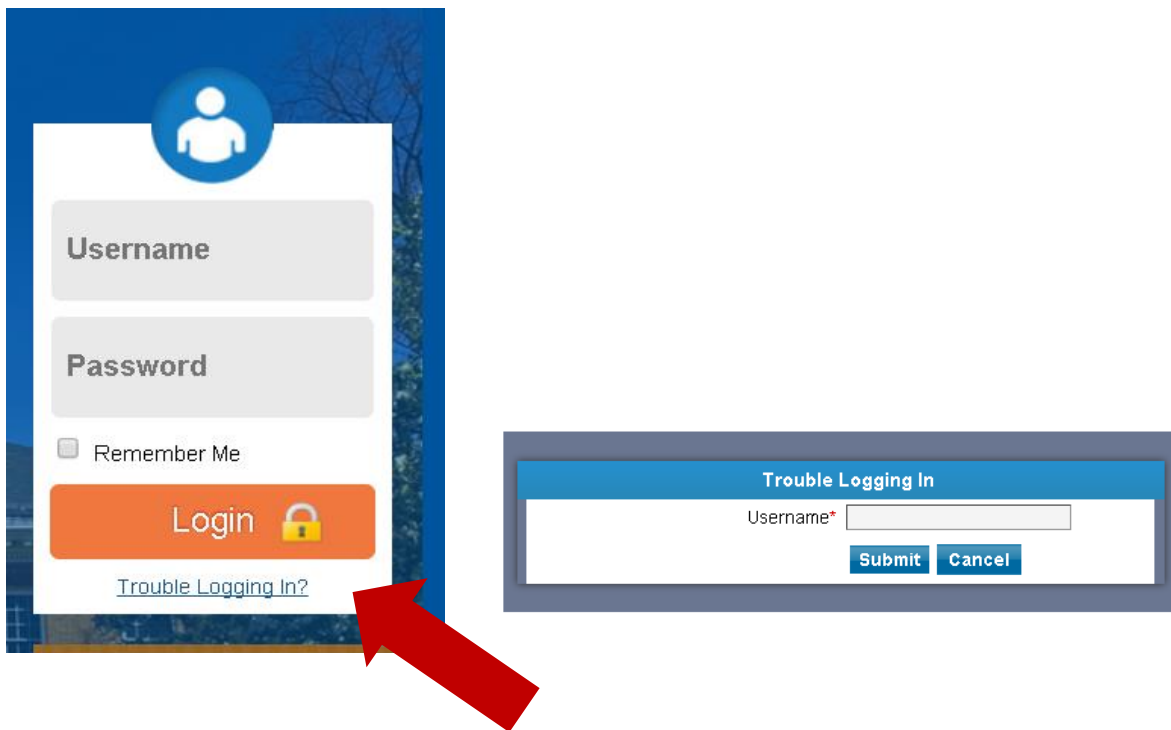 Username
Password
Remember Me
Login
Trouble Logging In?
Trouble Logging In
Username*
Submit Cancel